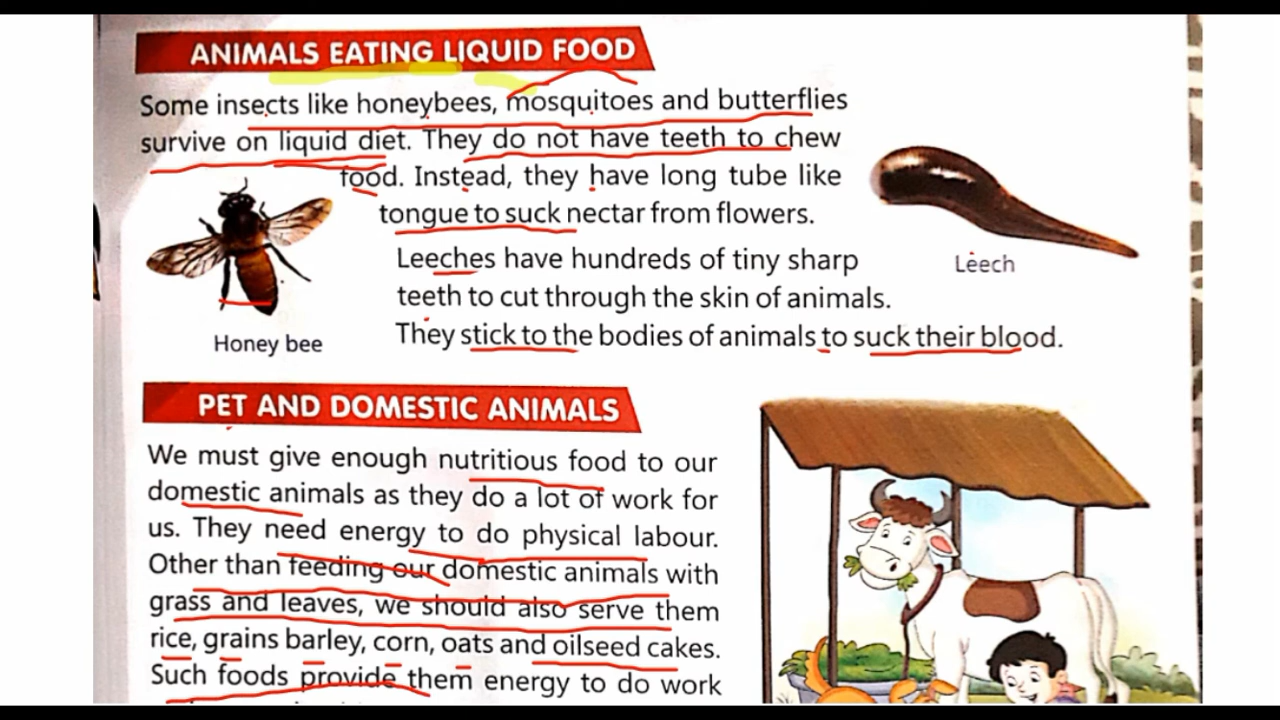 ANIMALS EATING LIQUID FOOD
Some insects like honeybees, mosquitoes and butterflies
survive on liquid diet. They do not have teeth to chew
food. Instead, they have long tube like
tongue to suck nectar from flowers.
Leeches have hundreds of tiny sharp
teeth to cut through the skin of animals.
They stick to the bodies of animals to suck their blood.
Honey bee
Leech
PET AND DOMESTIC ANIMALS
We must give enough nutritious food to our
domestic animals as they do a lot of work for
us. They need energy to do physical labour.
Other than feeding our domestic animals with
grass and leaves, we should also serve them
rice, grains barley, corn, oats and oilseed cakes.
Such foods provide them energy to do work